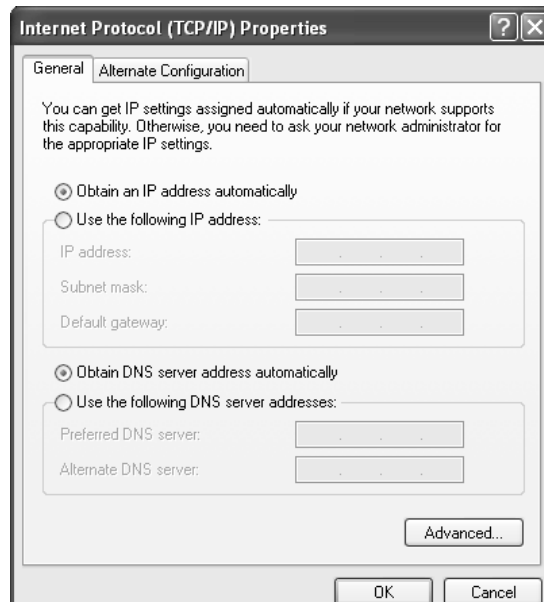 Internet Protocol (TCP/IP) Properties
General
Alternate Configuration
You can get IP settings assigned automatically if your network supports
this capability. Otherwise, you need to ask your network administrator for
the appropriate IP settings.
Obtain an IP address automatically
Use the following IP address:
IP address:
Subnet mask:
Default gateway:
Obtain DNS server address automatically
Use the following DNS server addresses:
Preferred DNS server:
Alternate DNS server:
Advanced...
OK
Cancel